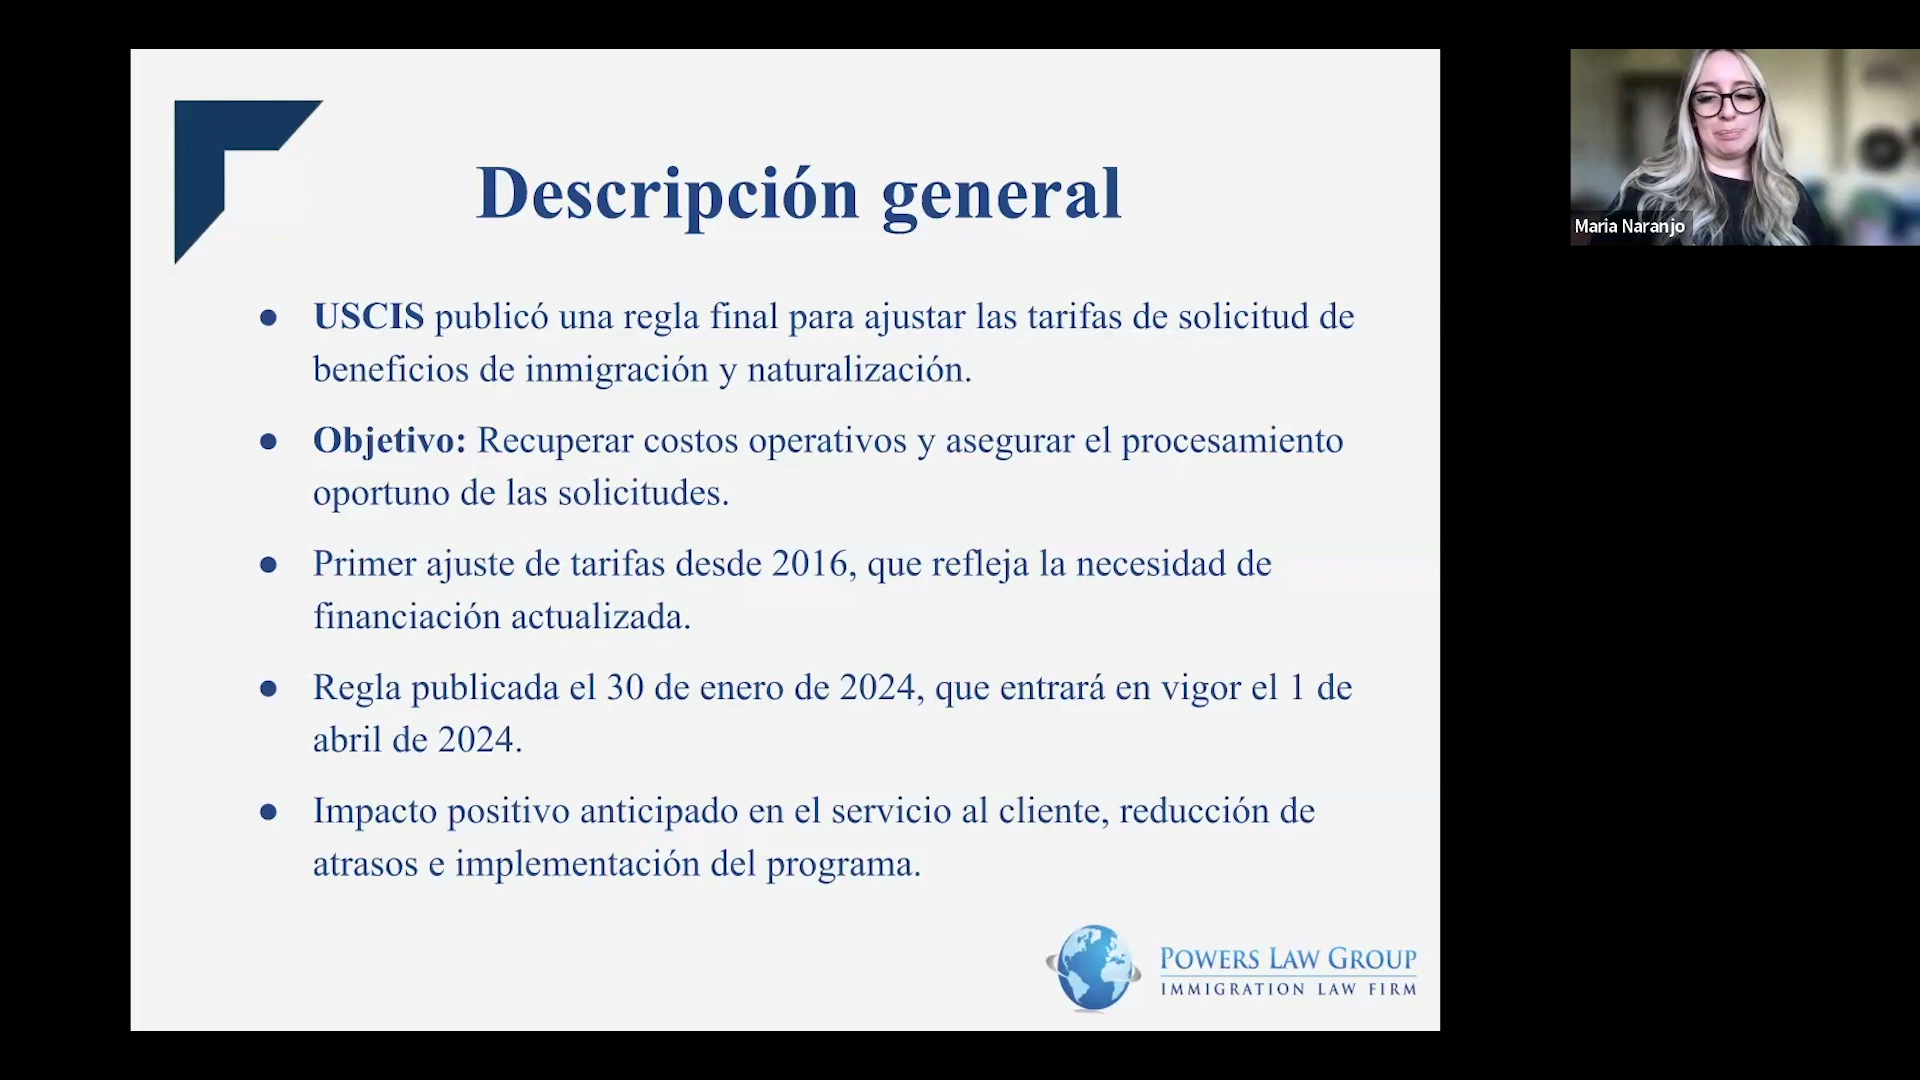 Descripción general
● USCIS publicó una regla final para ajustar las tarifas de solicitud de
beneficios de inmigración y naturalización.
● Objetivo: Recuperar costos operativos y asegurar el procesamiento
oportuno de las solicitudes.
● Primer ajuste de tarifas desde 2016, que refleja la necesidad de
financiación actualizada.
● Regla publicada el 30 de enero de 2024, que entrará en vigor el 1 de
abril de 2024.
● Impacto positivo anticipado en el servicio al cliente, reducción de
atrasos e implementación del programa.
POWERS LAW GROUP
IMMIGRATION LAW FIRM
Maria Naranjo